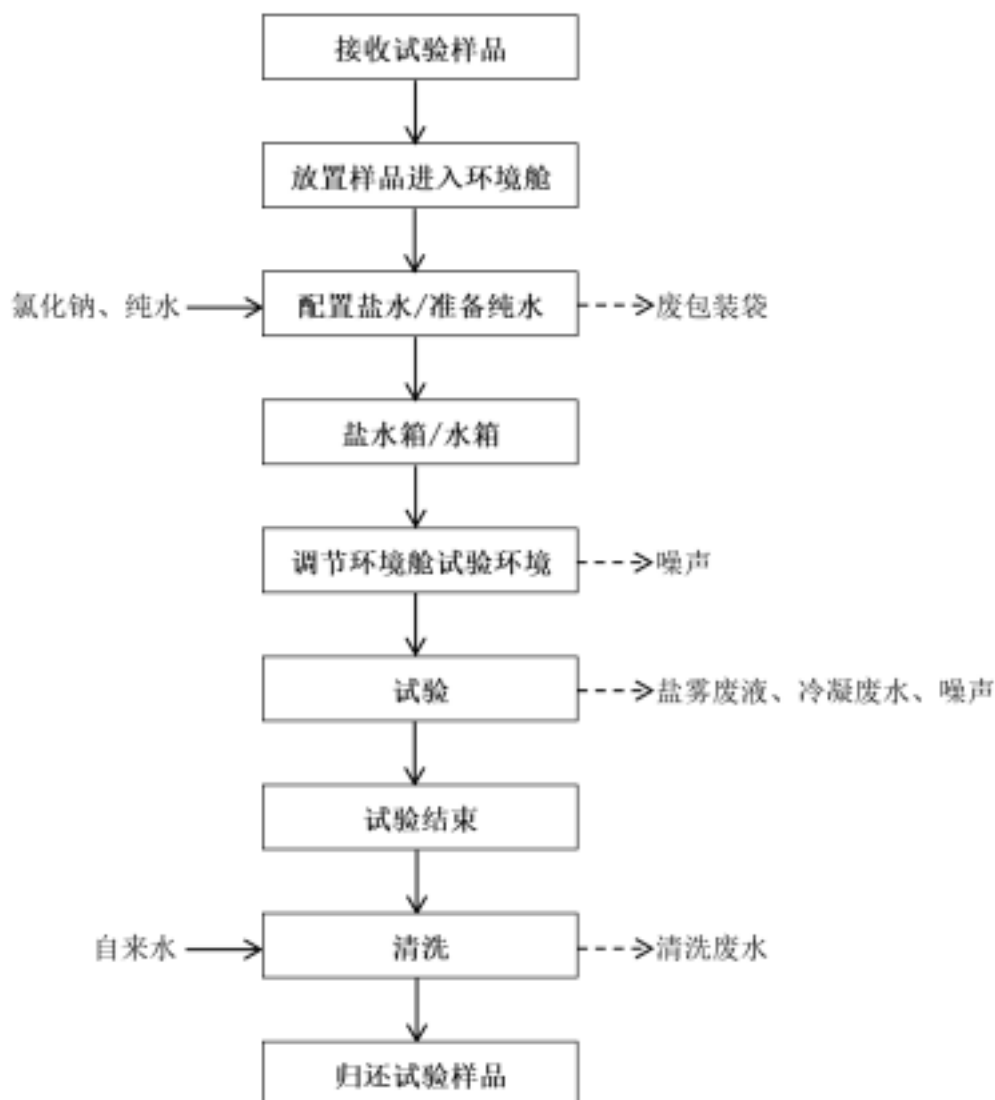 接收试验样品
放置样品进入环境舱
氯化钠、纯水
配置盐水/准备纯水
废包装袋
盐水箱/水箱
调节环境舱试验环境
噪声
试验
盐雾废液、冷凝废水、噪声
试验结束
自来水
清洗
清洗废水
归还试验样品